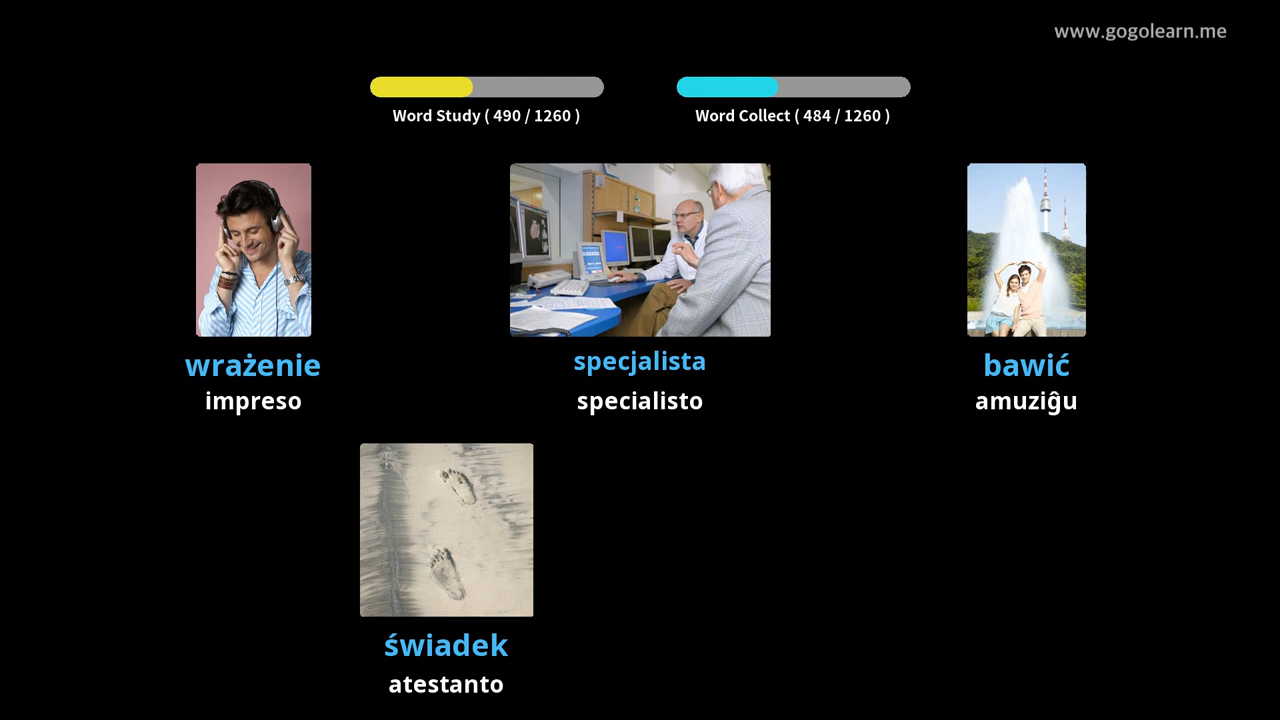 www.gogolearn.me
Word Study ( 490 / 1260 )
Word Collect ( 484 / 1260 )
wrażenie
impreso
specjalista
specialisto
bawić
amuziĝu
świadek
atestanto